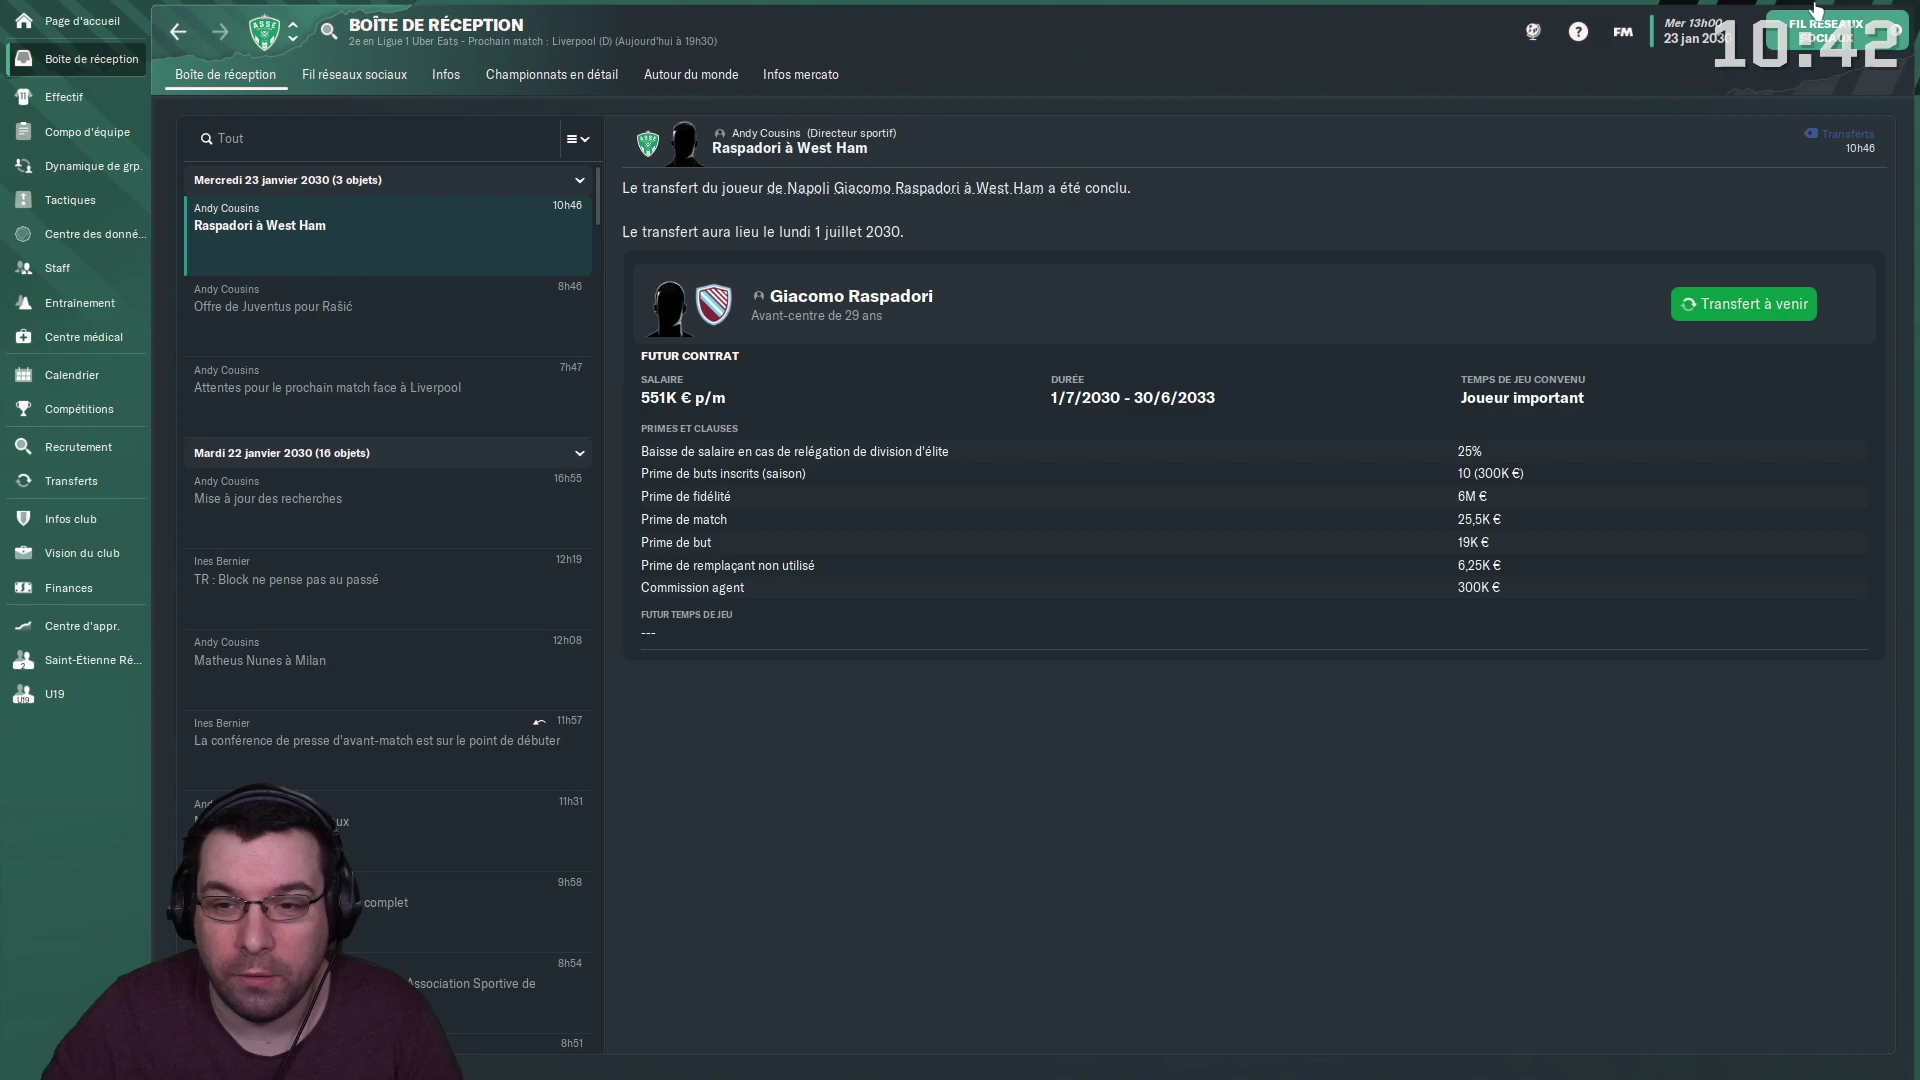 Page d'accueil
Boîte de réception
Effectif
Compo d'équipe
Dynamique de grp.
Tactiques
Centre des donné...
Staff
Entraînement
Centre médical
Calendrier
Compétitions
Recrutement
Transferts
Infos club
Vision du club
Finances
Centre d'appr.
Saint-Étienne Ré...
U19
ASSE
BOÎTE DE RÉCEPTION
2e en Ligue 1 Uber Eats - Prochain match : Liverpool (D) (Aujourd'hui à 19h30)
FM
Mer 13h00
23 jan 2030
FIL RÉSEAUX
SOCIAUX
10:42
Boîte de réception
Fil réseaux sociaux
Infos
Championnats en détail
Autour du monde
Infos mercato
Tout
Mercredi 23 janvier 2030 (3 objets)
Andy Cousins 10h46
Raspadori à West Ham
Andy Cousins 8h46
Offre de Juventus pour Rašić
Andy Cousins 7h47
Attentes pour le prochain match face à Liverpool
Mardi 22 janvier 2030 (16 objets)
Andy Cousins 16h55
Mise à jour des recherches
Ines Bernier 12h19
TR : Block ne pense pas au passé
Andy Cousins 12h08
Matheus Nunes à Milan
Ines Bernier 11h57
La conférence de presse d'avant-match est sur le point de débuter
11h31
9h58
complet
8h54
Association Sportive de
8h51
Andy Cousins (Directeur sportif)
Raspadori à West Ham
Transferts
10h46
Le transfert du joueur de Napoli Giacomo Raspadori à West Ham a été conclu.
Le transfert aura lieu le lundi 1 juillet 2030.
Giacomo Raspadori
Avant-centre de 29 ans
Transfert à venir
FUTUR CONTRAT
SALAIRE
551K € p/m
DURÉE
1/7/2030 - 30/6/2033
TEMPS DE JEU CONVENU
Joueur important
PRIMES ET CLAUSES
Baisse de salaire en cas de relégation de division d'élite 25%
Prime de buts inscrits (saison) 10 (300K €)
Prime de fidélité 6M €
Prime de match 25,5K €
Prime de but 19K €
Prime de remplaçant non utilisé 6,25K €
Commission agent 300K €
FUTUR TEMPS DE JEU
---